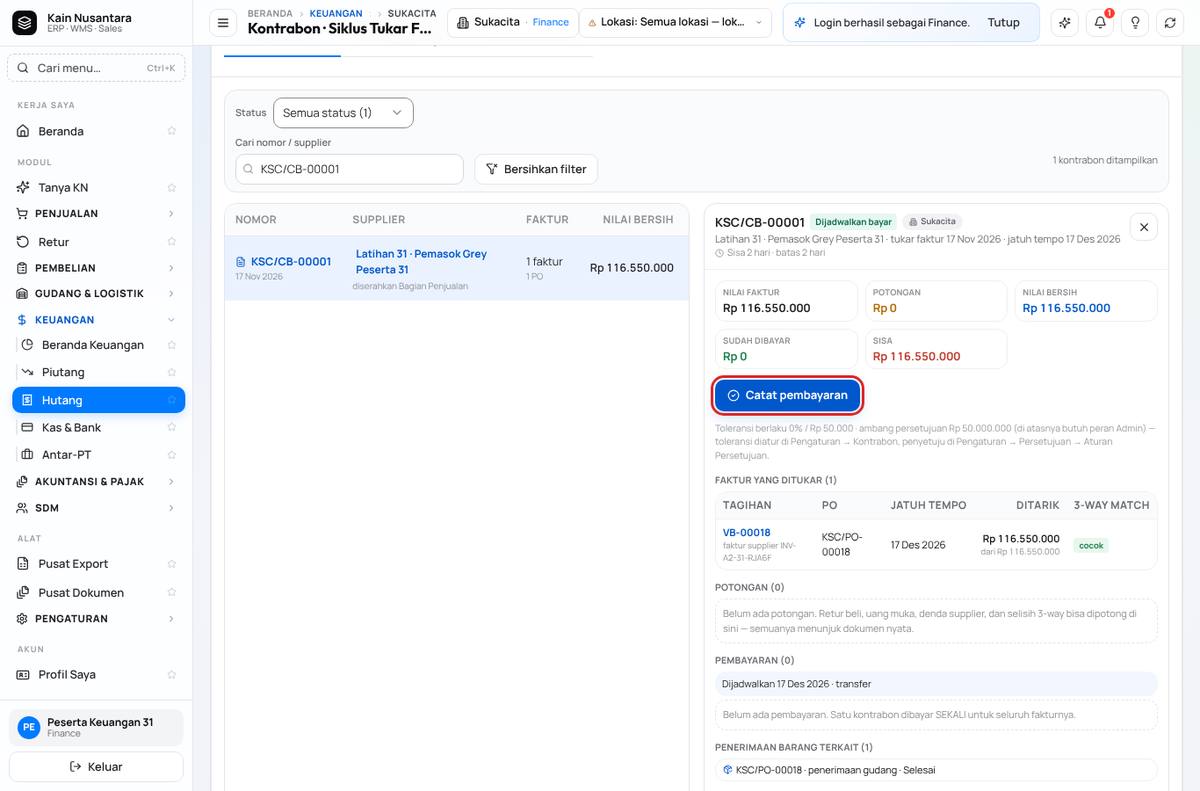 Kain Nusantara
ERP · WMS · Sales
Cari menu...
Ctrl+K
KERJA SAYA
Beranda
MODUL
Tanya KN
PENJUALAN
Retur
PEMBELIAN
GUDANG & LOGISTIK
KEUANGAN
Beranda Keuangan
Piutang
Hutang
Kas & Bank
Antar-PT
AKUNTANSI & PAJAK
SDM
ALAT
Pusat Export
Pusat Dokumen
PENGATURAN
AKUN
Profil Saya
PE
Peserta Keuangan 31
Finance
Keluar
BERANDA › KEUANGAN › SUKACITA
Kontrabon · Siklus Tukar F...
Sukacita · Finance
Lokasi: Semua lokasi — lok...
Login berhasil sebagai Finance.
Tutup
1
Status
Semua status (1)
Cari nomor / supplier
KSC/CB-00001
Bersihkan filter
1 kontrabon ditampilkan
NOMOR SUPPLIER FAKTUR NILAI BERSIH
KSC/CB-00001
17 Nov 2026
Latihan 31 · Pemasok Grey
Peserta 31
diserahkan Bagian Penjualan
1 faktur
1 PO
Rp 116.550.000
KSC/CB-00001 Dijadwalkan bayar Sukacita
Latihan 31 · Pemasok Grey Peserta 31 · tukar faktur 17 Nov 2026 · jatuh tempo 17 Des 2026
Sisa 2 hari · batas 2 hari
NILAI FAKTUR
Rp 116.550.000
POTONGAN
Rp 0
NILAI BERSIH
Rp 116.550.000
SUDAH DIBAYAR
Rp 0
SISA
Rp 116.550.000
Catat pembayaran
Toleransi berlaku 0% / Rp 50.000 · ambang persetujuan Rp 50.000.000 (di atasnya butuh peran Admin) —
toleransi diatur di Pengaturan → Kontrabon, penyetuju di Pengaturan → Persetujuan → Aturan
Persetujuan.
FAKTUR YANG DITUKAR (1)
TAGIHAN PO JATUH TEMPO DITARIK 3-WAY MATCH
VB-00018
faktur supplier INV-
A2-31-RJA6F
KSC/PO-
00018
17 Des 2026
Rp 116.550.000
dari Rp 116.550.000
cocok
POTONGAN (0)
Belum ada potongan. Retur beli, uang muka, denda supplier, dan selisih 3-way bisa dipotong di
sini — semuanya menunjuk dokumen nyata.
PEMBAYARAN (0)
Dijadwalkan 17 Des 2026 · transfer
Belum ada pembayaran. Satu kontrabon dibayar SEKALI untuk seluruh fakturnya.
PENERIMAAN BARANG TERKAIT (1)
KSC/PO-00018 · penerimaan gudang · Selesai